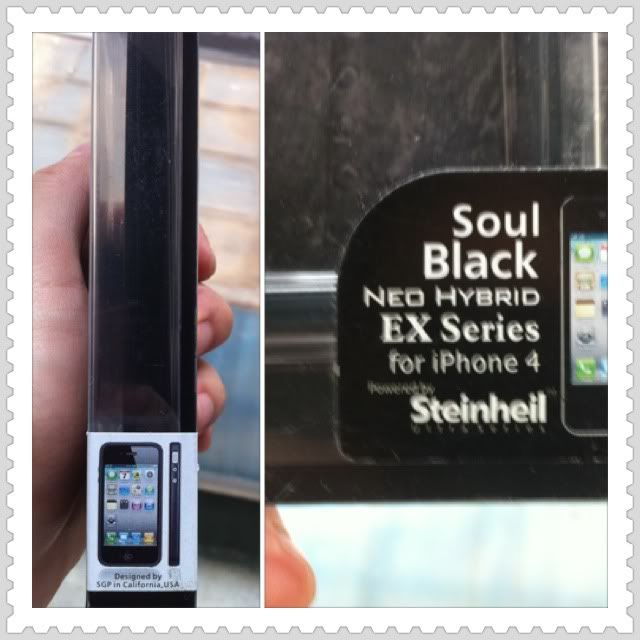 Designed by
SGP in California,USA
Soul
Black
NEO HYBRID
EX Series
for iPhone 4
Powered by
Steinheil